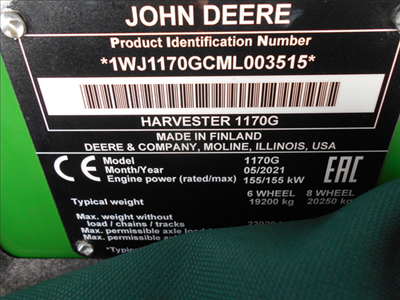 JOHN DEERE
Product Identification Number
*1WJ1170GCML003515*
HARVESTER 1170G
MADE IN FINLAND
DEERE & COMPANY, MOLINE, ILLINOIS, USA
CE Model 1170G EAC
Month/Year 05/2021
Engine power (rated/max) 155/155 kW
6 WHEEL 8 WHEEL
Typical weight 19200 kg 20250 kg
Max. weight without
load / chains / tracks
Max. permissible axle
Max. permissible load